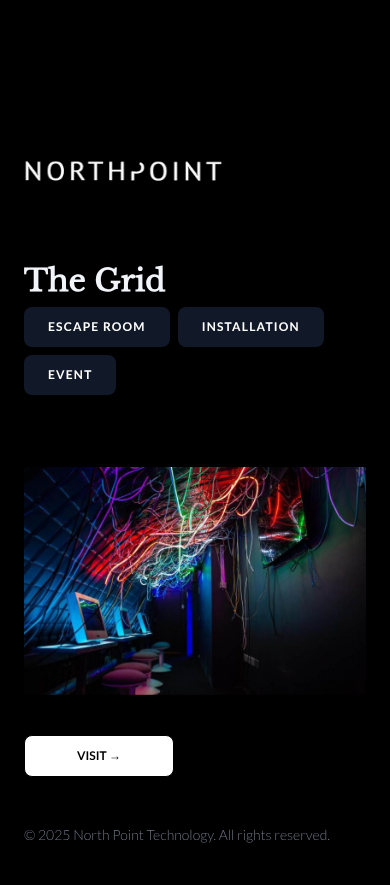 NORTHPOINT
The Grid
ESCAPE ROOM
INSTALLATION
EVENT
VISIT →
© 2025 North Point Technology. All rights reserved.